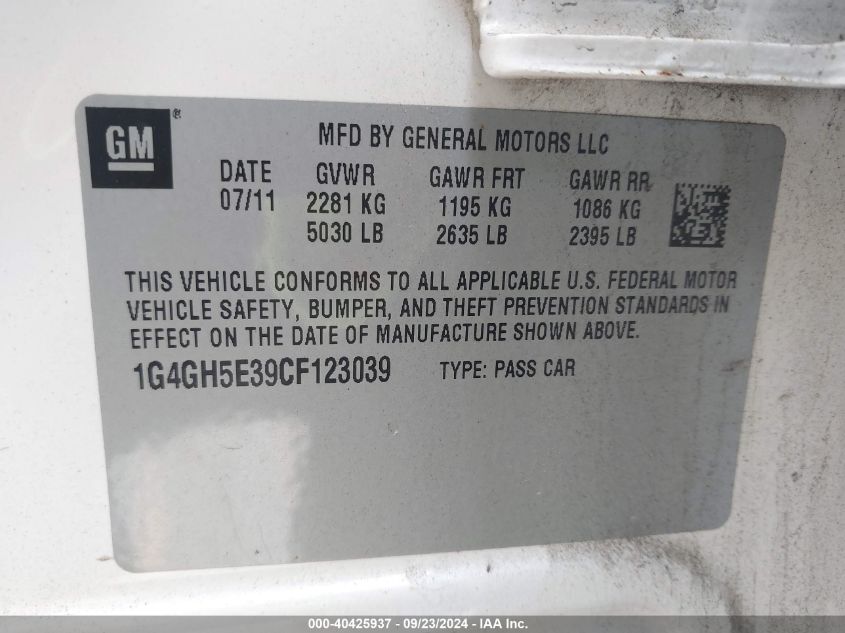 GM®
MFD BY GENERAL MOTORS LLC
DATE GVWR GAWR FRT GAWR RR
07/11 2281 KG 1195 KG 1086 KG
5030 LB 2635 LB 2395 LB
THIS VEHICLE CONFORMS TO ALL APPLICABLE U.S. FEDERAL MOTOR
VEHICLE SAFETY, BUMPER, AND THEFT PREVENTION STANDARDS IN
EFFECT ON THE DATE OF MANUFACTURE SHOWN ABOVE.
1G4GH5E39CF123039 TYPE: PASS CAR
000-40425937 - 09/23/2024 - IAA Inc.